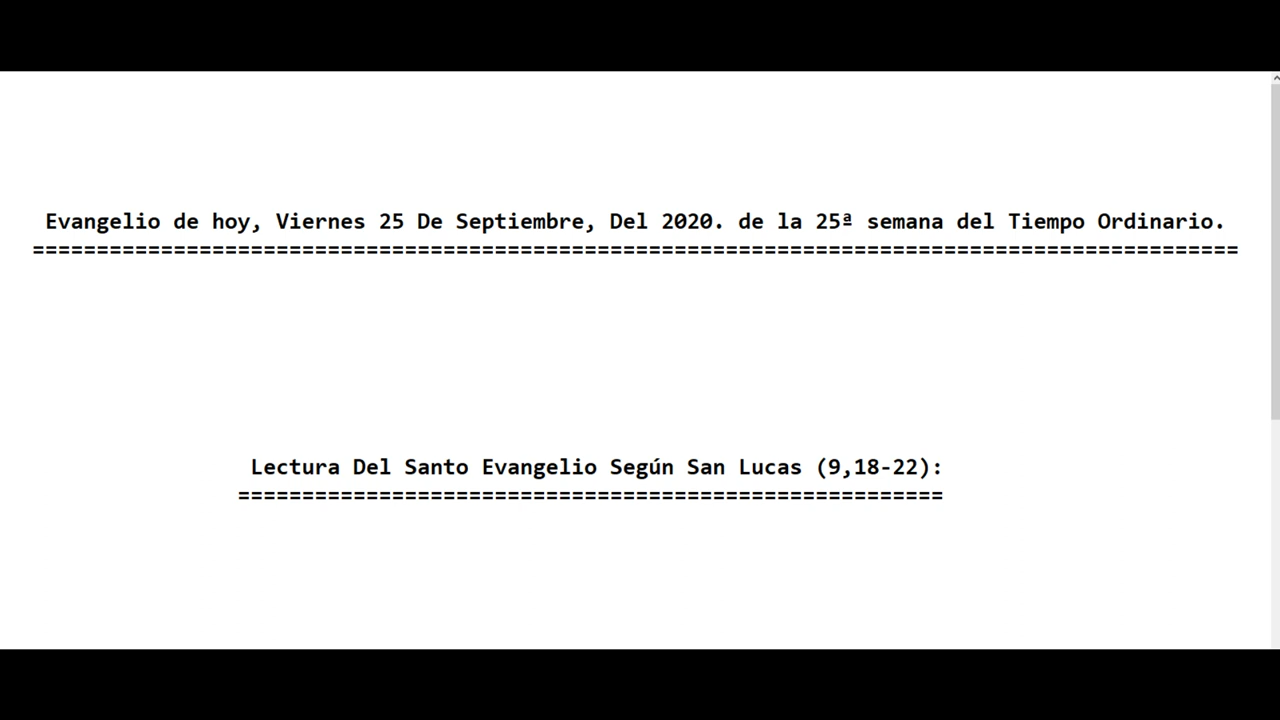 Evangelio de hoy, Viernes 25 De Septiembre, Del 2020. de la 25ª semana del Tiempo Ordinario.
==============================================================================================
Lectura Del Santo Evangelio Según San Lucas (9,18-22):
=======================================================